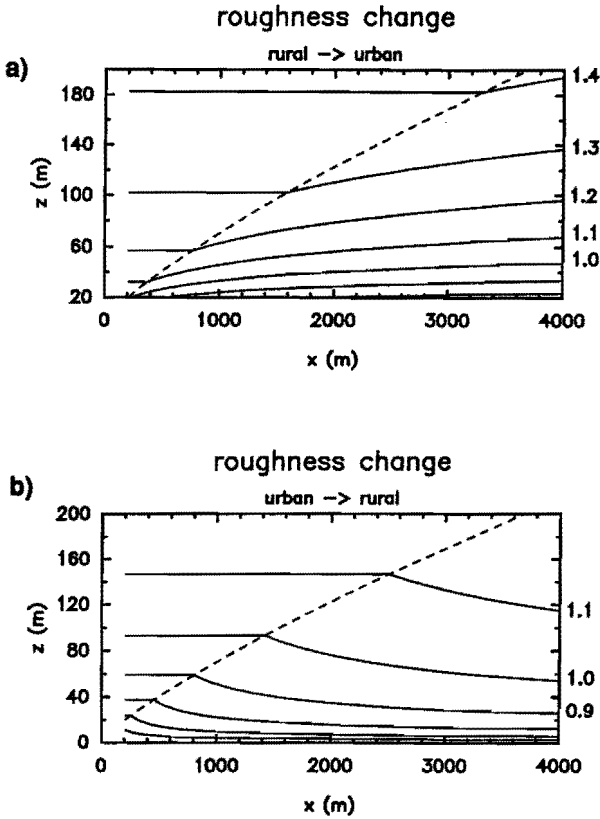 roughness change
rural -> urban
a)
180
140
100
60
20
z (m)
1.4
1.3
1.2
1.1
1.0
0 1000 2000 3000 4000
x (m)
roughness change
urban -> rural
b)
200
160
120
80
40
0
z (m)
1.1
1.0
0.9
0 1000 2000 3000 4000
x (m)